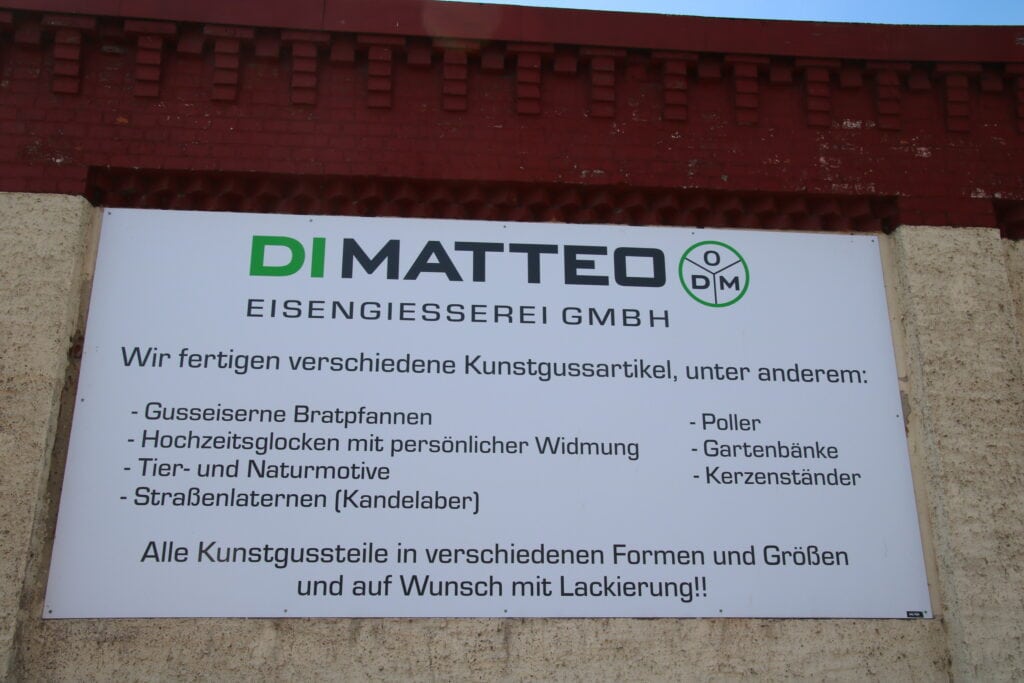 DI MATTEO
O
D M
EISENGIESSEREI GMBH
Wir fertigen verschiedene Kunstgussartikel, unter anderem:
- Gusseiserne Bratpfannen
- Hochzeitsglocken mit persönlicher Widmung
- Tier- und Naturmotive
- Straßenlaternen (Kandelaber)
- Poller
- Gartenbänke
- Kerzenständer
Alle Kunstgussteile in verschiedenen Formen und Größen
und auf Wunsch mit Lackierung!!